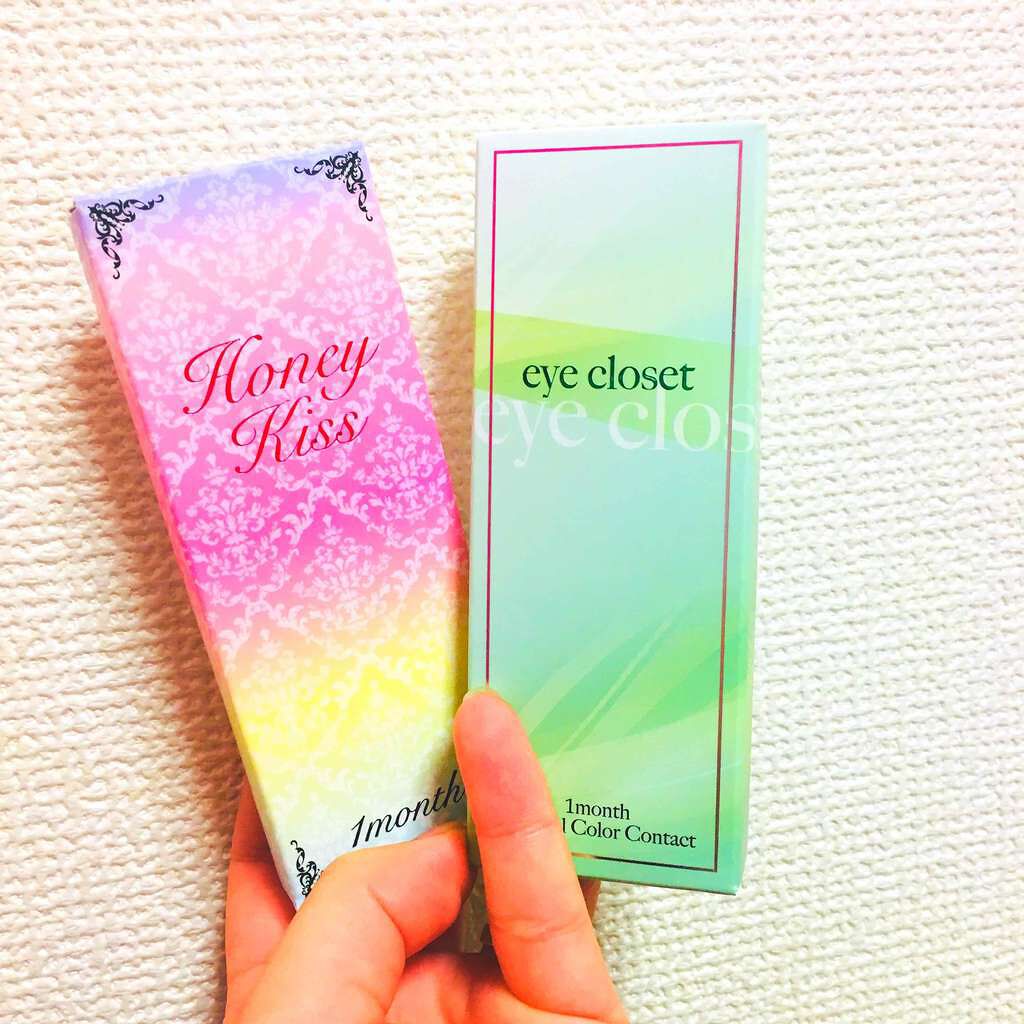 Honey
Kiss
1month
eye closet
eye clos
1month
Color Contact